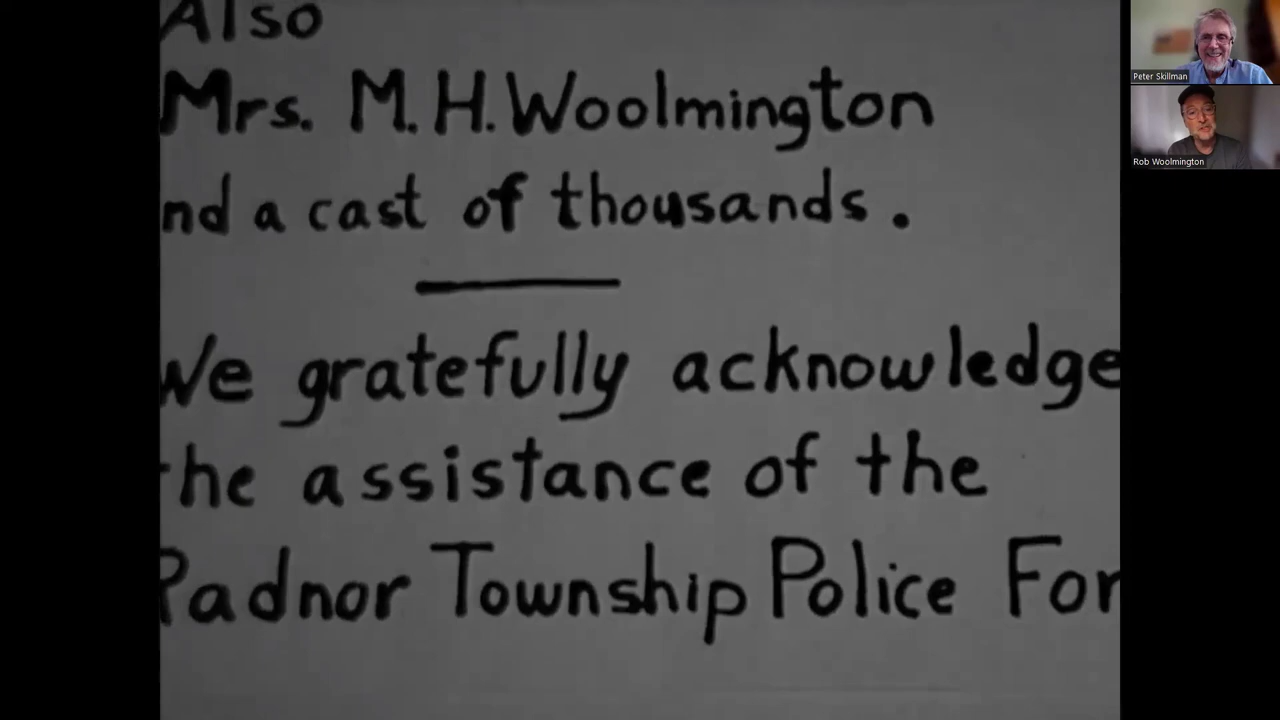 Also
Mrs. M. H. Woolmington
nd a cast of thousands.
We gratefully acknowledge
the assistance of the
Radnor Township Police For
Peter Skillman
Rob Woolmington